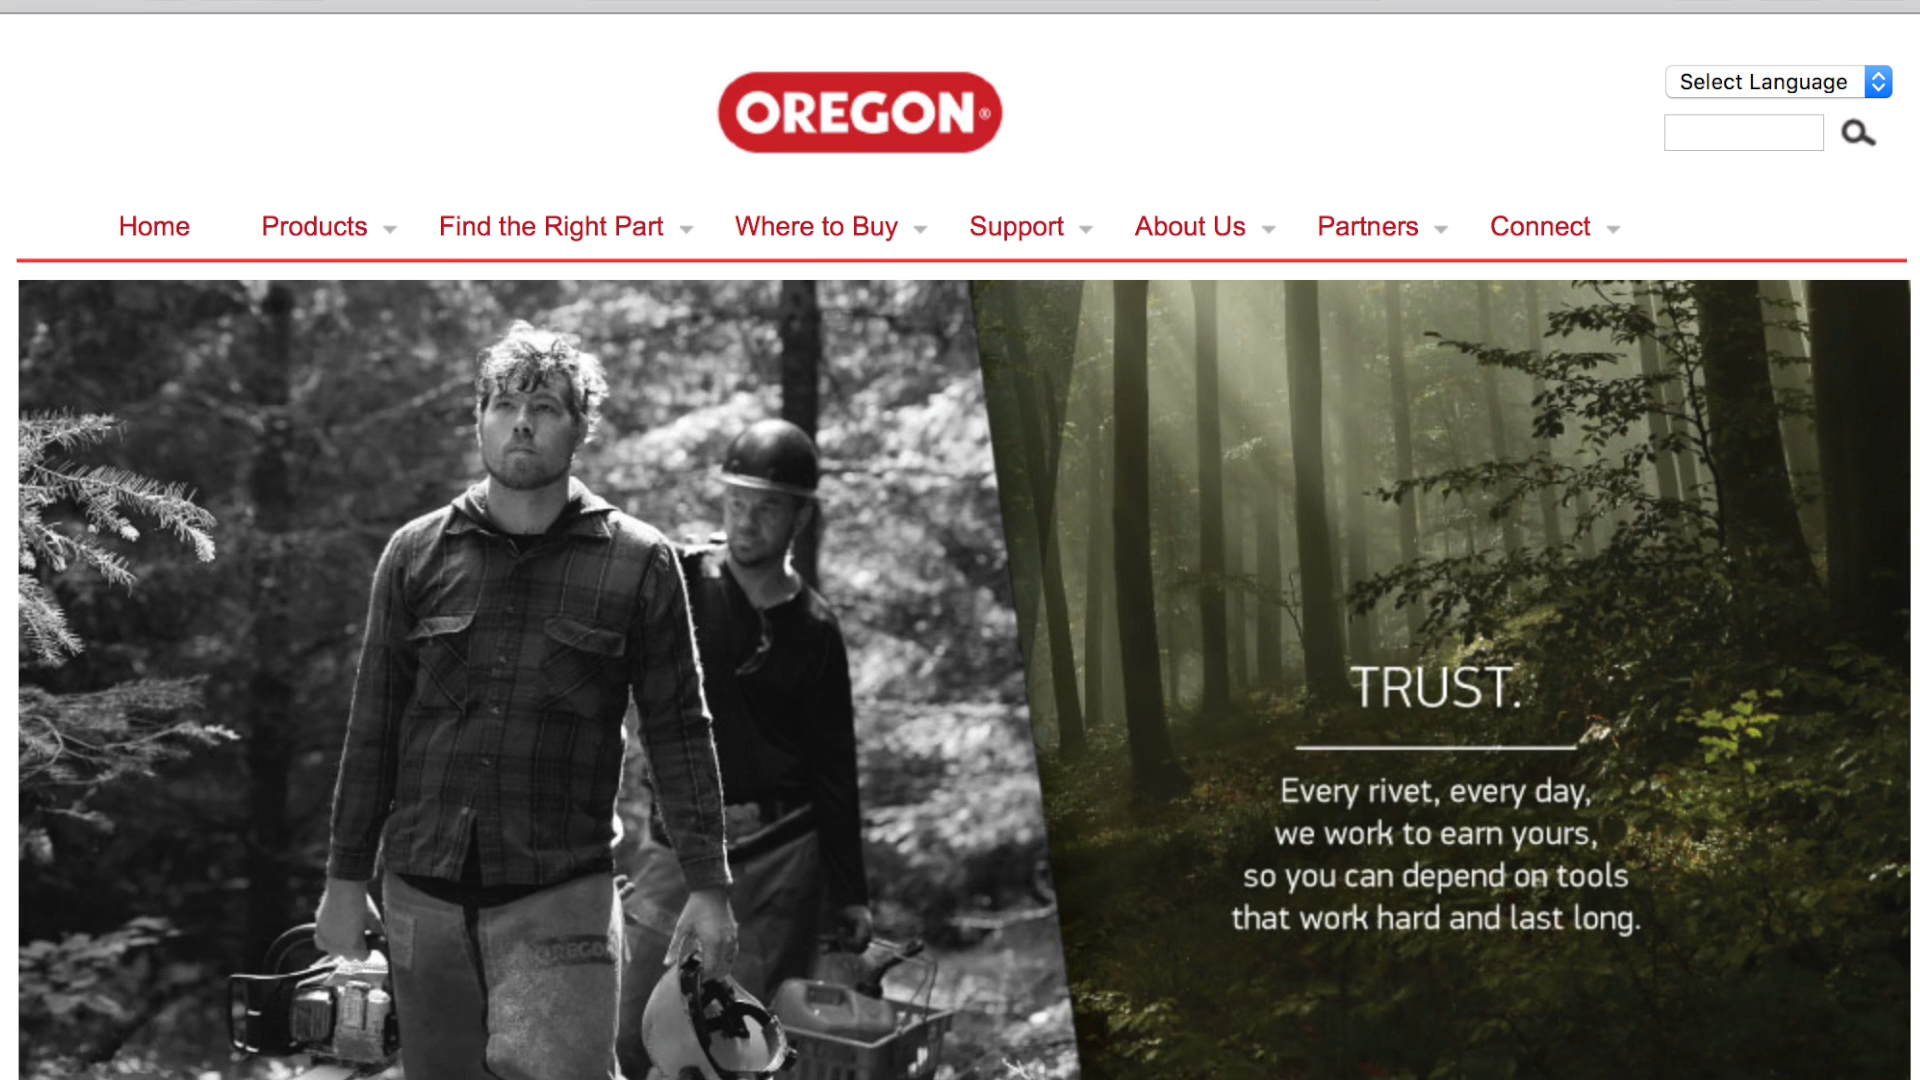 OREGON®
Select Language
Home Products Find the Right Part Where to Buy Support About Us Partners Connect
OREGON
TRUST.
Every rivet, every day,
we work to earn yours,
so you can depend on tools
that work hard and last long.